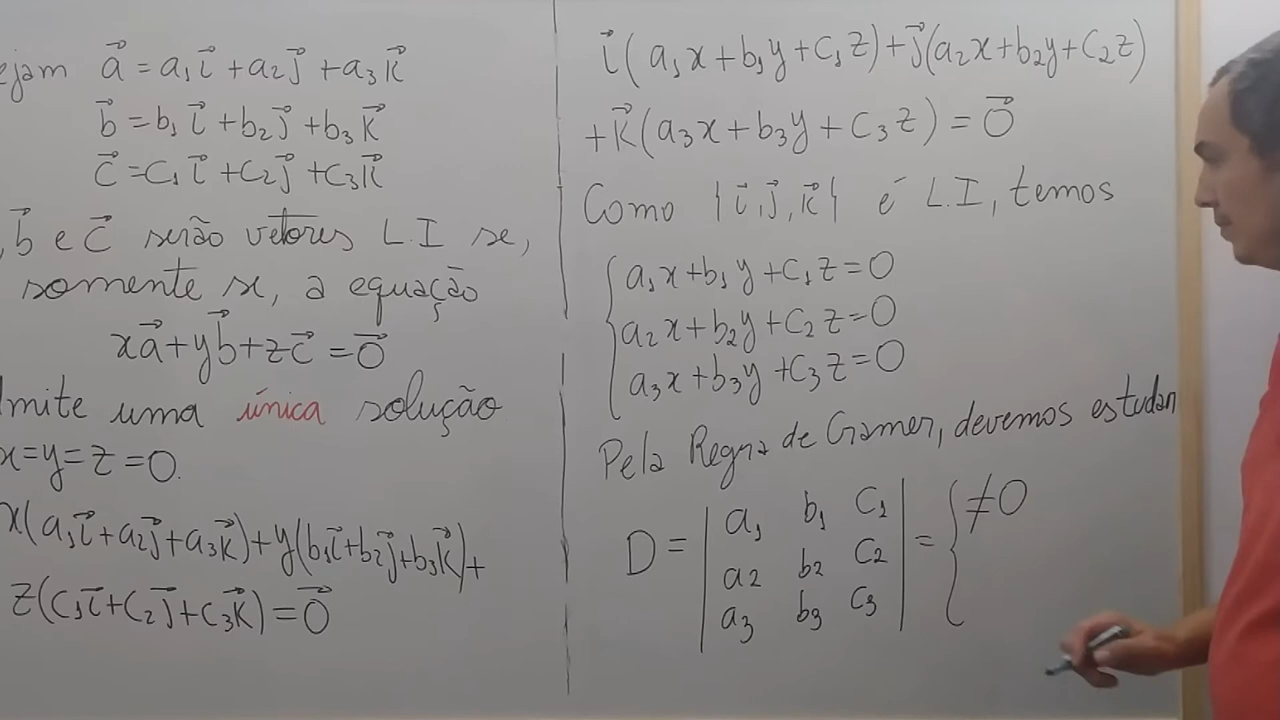 ejam a⃗ = a₁i⃗ + a₂j⃗ + a₃k⃗
b⃗ = b₁i⃗ + b₂j⃗ + b₃k⃗
c⃗ = c₁i⃗ + c₂j⃗ + c₃k⃗
, b⃗ e c⃗ serão vetores L.I se,
somente se, a equação
xa⃗ + yb⃗ + zc⃗ = 0⃗
mite uma única solução
x=y=z=0.
x(a₁i⃗+a₂j⃗+a₃k⃗)+y(b₁i⃗+b₂j⃗+b₃k⃗)+
z(c₁i⃗+c₂j⃗+c₃k⃗)=0⃗
i⃗(a₁x+b₁y+c₁z)+j⃗(a₂x+b₂y+c₂z)
+k⃗(a₃x+b₃y+c₃z)=0⃗
Como {i⃗,j⃗,k⃗} é L.I, temos
a₁x+b₁y+c₁z=0
a₂x+b₂y+c₂z=0
a₃x+b₃y+c₃z=0
Pela Regra de Cramer, devemos estudar
D = | a₁ b₁ c₁ | = { ≠0
a₂ b₂ c₂
a₃ b₃ c₃